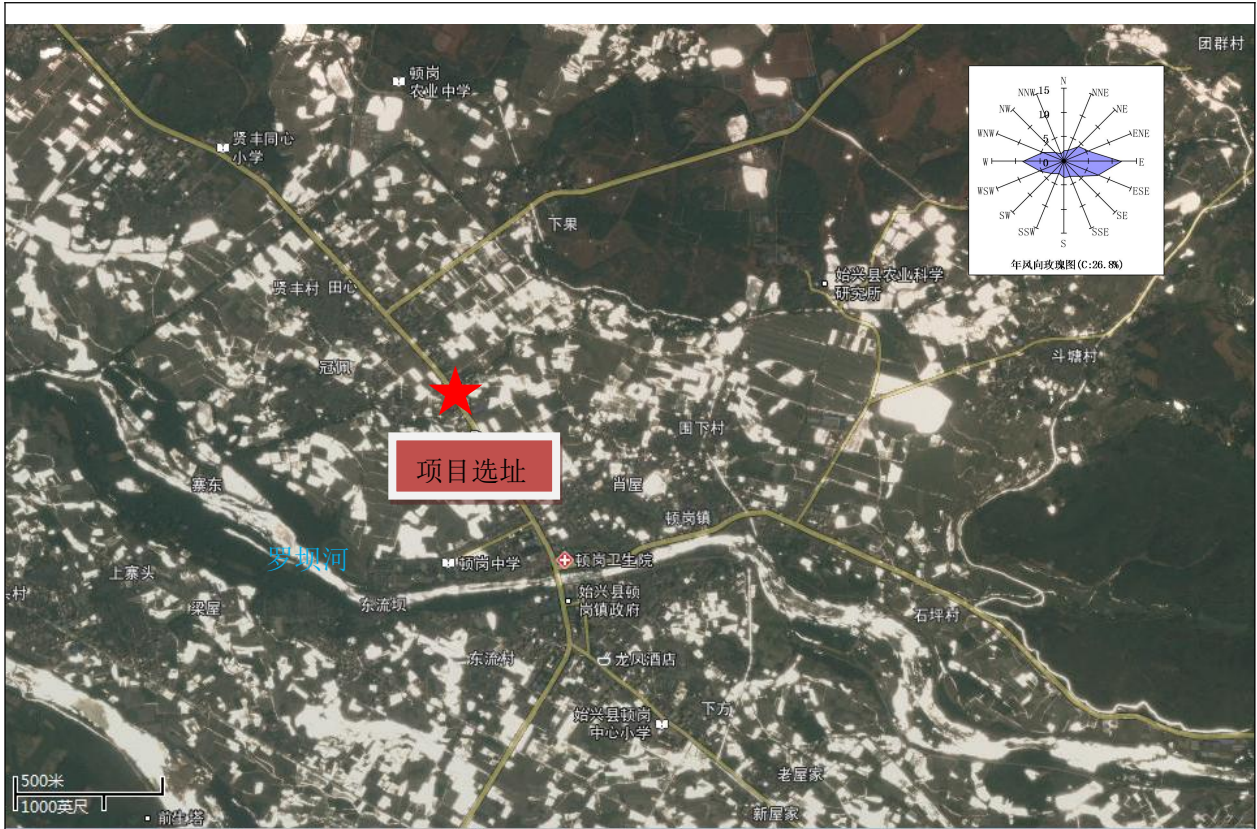 团群村
顿岗
农业中学
N
NNW
15
NNE
NW
10
NE
WNW
5
ENE
W
0
E
WSW
ESE
SW
SE
SSW
SSE
S
年风向玫瑰图(C:26.8%)
贤丰同心
小学
下果
始兴县农业科学
研究所
贤丰村
田心
斗塘村
冠佩
围下村
项目选址
寨东
肖屋
顿岗镇
罗坝河
顿岗中学
顿岗卫生院
上寨头
村
梁屋
东流坝
始兴县顿
岗镇政府
石坪村
东流村
龙凤酒店
始兴县顿岗
中心小学
下方
老屋家
新屋家
500米
1000英尺
前生塔